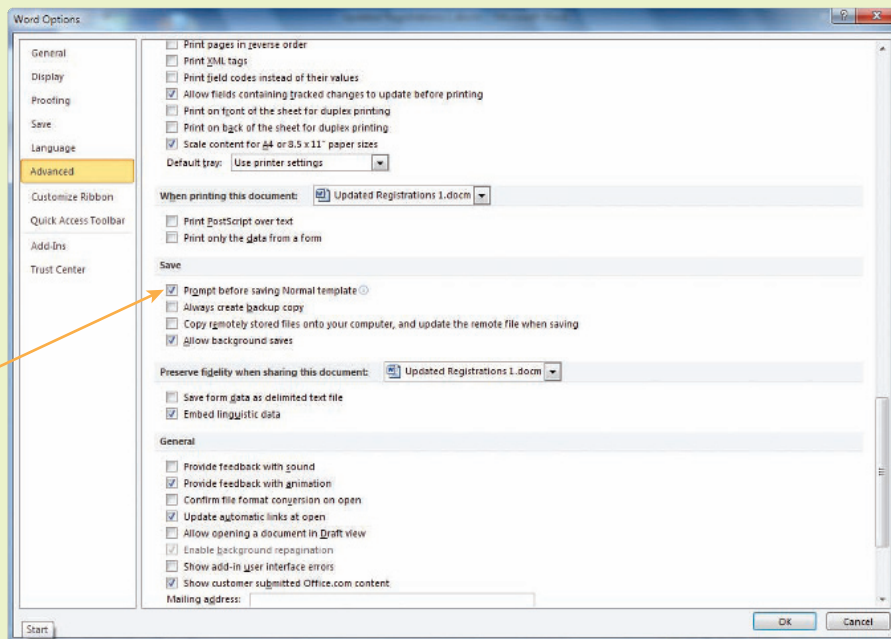 Word Options
General
Display
Proofing
Save
Language
Advanced
Customize Ribbon
Quick Access Toolbar
Add-Ins
Trust Center
Print pages in reverse order
Print XML tags
Print field codes instead of their values
Allow fields containing tracked changes to update before printing
Print on front of the sheet for duplex printing
Print on back of the sheet for duplex printing
Scale content for A4 or 8.5 x 11" paper sizes
Default tray: Use printer settings
When printing this document: Updated Registrations 1.docm
Print PostScript over text
Print only the data from a form
Save
Prompt before saving Normal template
Always create backup copy
Copy remotely stored files onto your computer, and update the remote file when saving
Allow background saves
Preserve fidelity when sharing this document: Updated Registrations 1.docm
Save form data as delimited text file
Embed linguistic data
General
Provide feedback with sound
Provide feedback with animation
Confirm file format conversion on open
Update automatic links at open
Allow opening a document in Draft view
Enable background repagination
Show add-in user interface errors
Show customer submitted Office.com content
Mailing address:
OK Cancel
Start